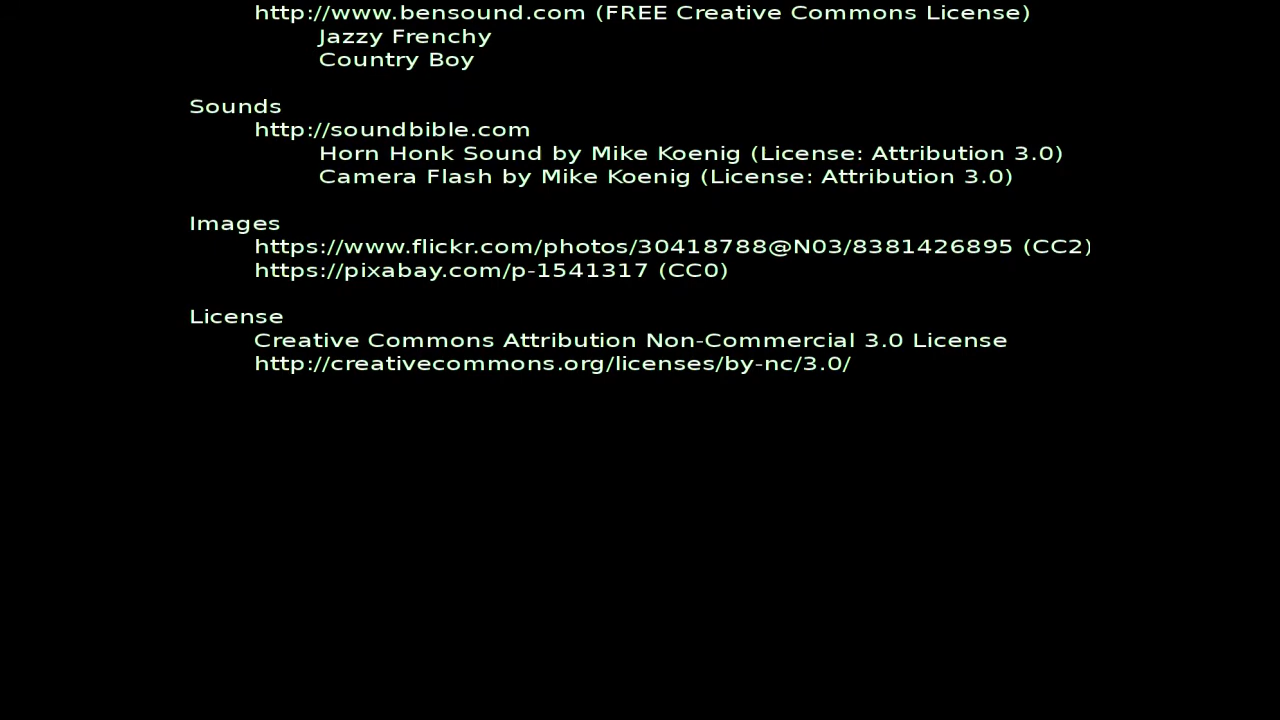 http://www.bensound.com (FREE Creative Commons License)
Jazzy Frenchy
Country Boy
Sounds
http://soundbible.com
Horn Honk Sound by Mike Koenig (License: Attribution 3.0)
Camera Flash by Mike Koenig (License: Attribution 3.0)
Images
https://www.flickr.com/photos/30418788@N03/8381426895 (CC2)
https://pixabay.com/p-1541317 (CC0)
License
Creative Commons Attribution Non-Commercial 3.0 License
http://creativecommons.org/licenses/by-nc/3.0/